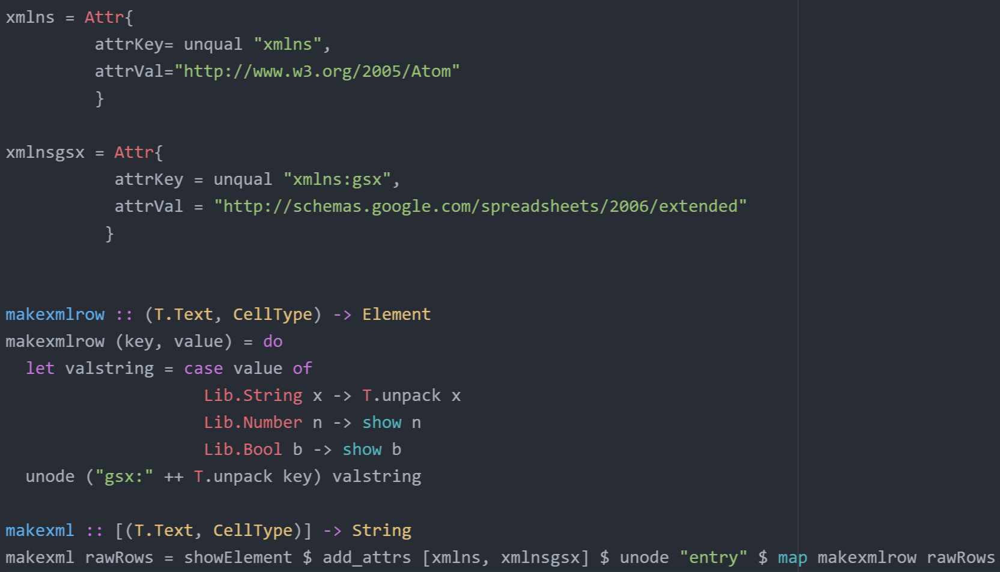 xmlns = Attr{
         attrKey= unqual "xmlns",
         attrVal="http://www.w3.org/2005/Atom"
         }

xmlnsgsx = Attr{
           attrKey = unqual "xmlns:gsx",
           attrVal = "http://schemas.google.com/spreadsheets/2006/extended"
          }


makexmlrow :: (T.Text, CellType) -> Element
makexmlrow (key, value) = do
  let valstring = case value of
                    Lib.String x -> T.unpack x
                    Lib.Number n -> show n
                    Lib.Bool b -> show b
  unode ("gsx:" ++ T.unpack key) valstring

makexml :: [(T.Text, CellType)] -> String
makexml rawRows = showElement $ add_attrs [xmlns, xmlnsgsx] $ unode "entry" $ map makexmlrow rawRows